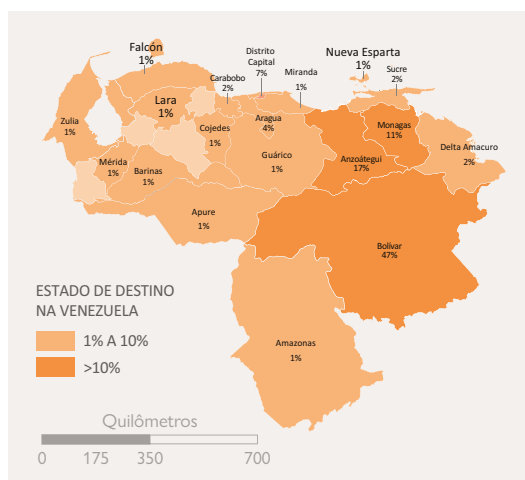 Falcón
1%
Distrito
Capital
7%
Nueva Esparta
1%
Carabobo
2%
Miranda
1%
Sucre
2%
Lara
1%
Zulia
1%
Cojedes
1%
Aragua
4%
Monagas
11%
Mérida
1%
Barinas
1%
Guárico
1%
Anzoátegui
17%
Delta Amacuro
2%
Apure
1%
Bolívar
47%
Amazonas
1%
ESTADO DE DESTINO
NA VENEZUELA
1% A 10%
>10%
Quilômetros
0 175 350 700